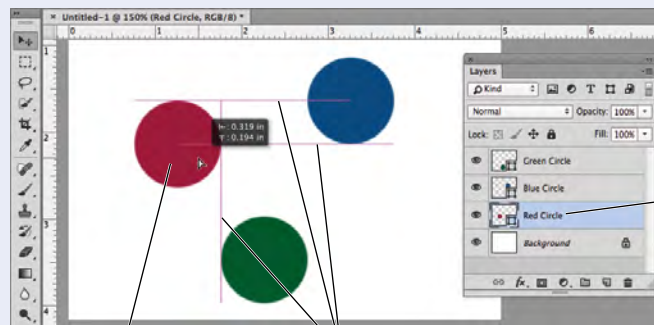 Untitled-1 @ 150% (Red Circle, RGB/8) *
0 1 2 3 4 5 6
1
2
3
4
H: 0.319 in
V: 0.194 in
Layers
Kind
Normal Opacity: 100%
Lock: Fill: 100%
Green Circle
Blue Circle
Red Circle
Background
fx